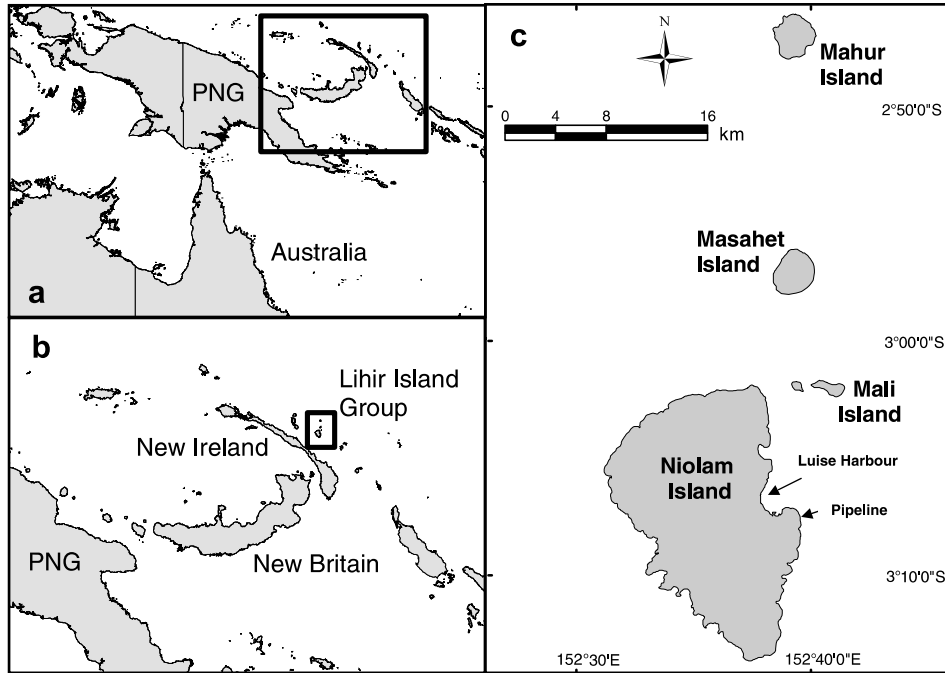 PNG
Australia
a
b
Lihir Island
Group
New Ireland
PNG
New Britain
c
N
Mahur
Island
2°50'0"S
0 4 8 16
km
Masahet
Island
3°00'0"S
Mali
Island
Niolam
Island
Luise Harbour
Pipeline
3°10'0"S
152°30'E 152°40'0"E